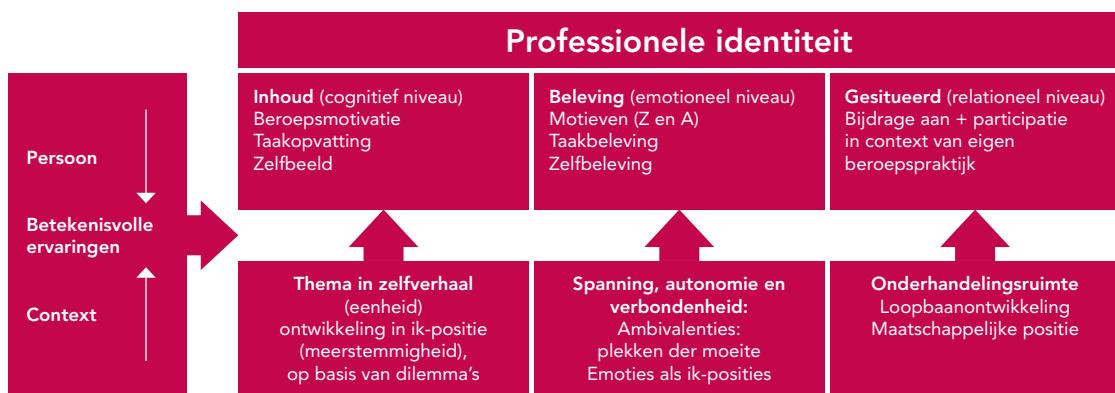 Professionele identiteit
Persoon
Betekenisvolle
ervaringen
Context
Inhoud (cognitief niveau)
Beroepsmotivatie
Taakopvatting
Zelfbeeld
Beleving (emotioneel niveau)
Motieven (Z en A)
Taakbeleving
Zelfbeleving
Gesitueerd (relationeel niveau)
Bijdrage aan + participatie
in context van eigen
beroepspraktijk
Thema in zelfverhaal
(eenheid)
ontwikkeling in ik-positie
(meerstemmigheid),
op basis van dilemma’s
Spanning, autonomie en
verbondenheid:
Ambivalenties:
plekken der moeite
Emoties als ik-posities
Onderhandelingsruimte
Loopbaanontwikkeling
Maatschappelijke positie